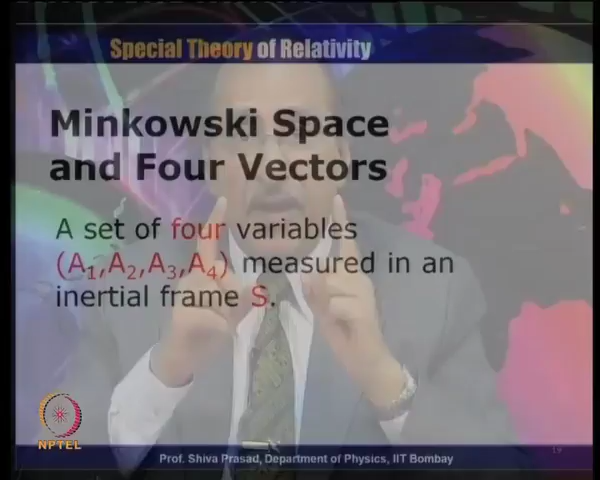 Special Theory of Relativity
Minkowski Space
and Four Vectors
A set of four variables
(A₁,A₂,A₃,A₄) measured in an
inertial frame S.
NPTEL
Prof. Shiva Prasad, Department of Physics, IIT Bombay
19